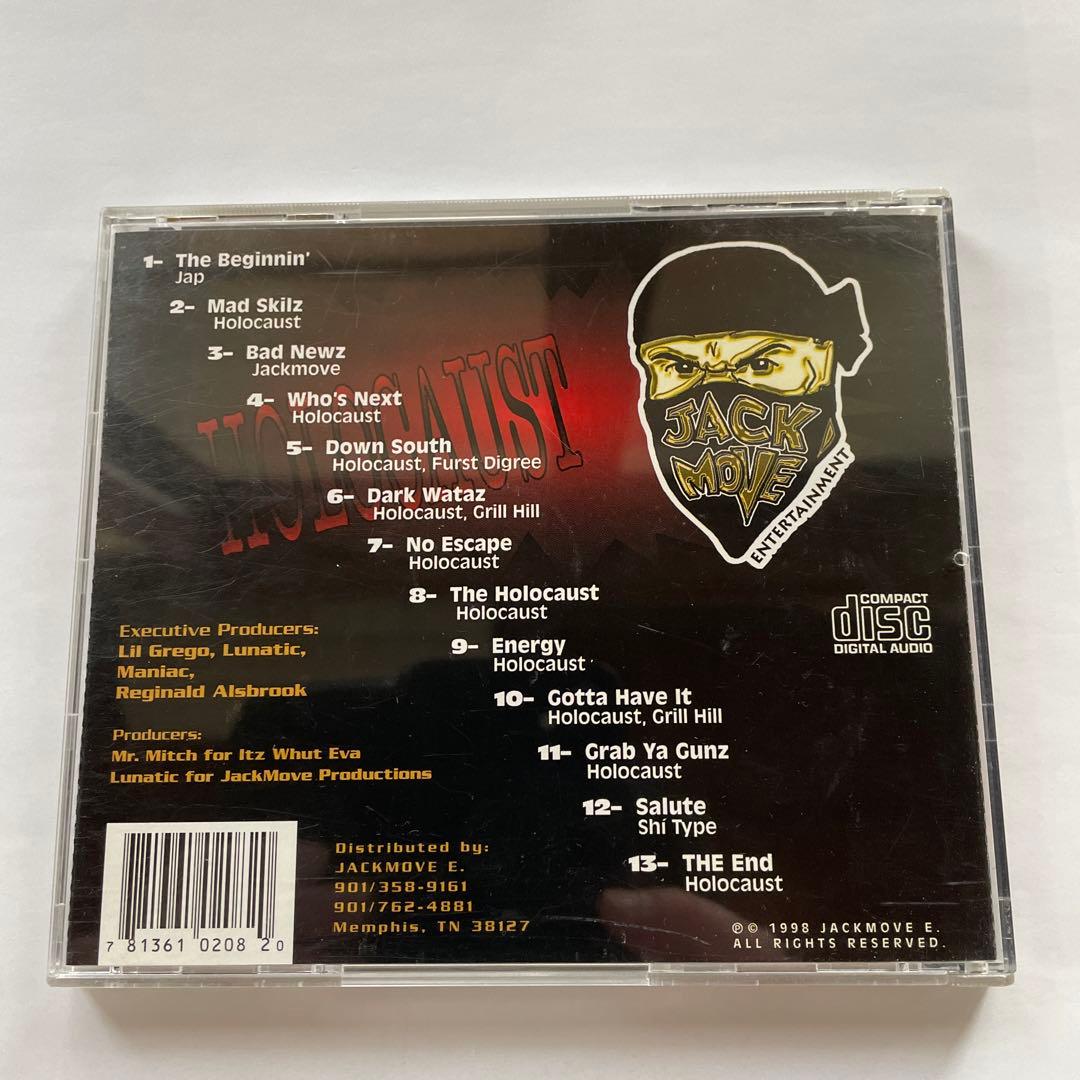 1- The Beginnin'
Jap
2- Mad Skilz
Holocaust
3- Bad Newz
Jackmove
4- Who's Next
Holocaust
5- Down South
Holocaust, Furst Digree
6- Dark Wataz
Holocaust, Grill Hill
7- No Escape
Holocaust
8- The Holocaust
Holocaust
9- Energy
Holocaust
10- Gotta Have It
Holocaust, Grill Hill
11- Grab Ya Gunz
Holocaust
12- Salute
Shí Type
13- THE End
Holocaust
HOLOCAUST
JACK
MOVE
ENTERTAINMENT
COMPACT
disc
DIGITAL AUDIO
Executive Producers:
Lil Grego, Lunatic,
Maniac,
Reginald Alsbrook
Producers:
Mr. Mitch for Itz Whut Eva
Lunatic for JackMove Productions
7 81361 0208 2 0
Distributed by:
JACKMOVE E.
901/358-9161
901/762-4881
Memphis, TN 38127
℗© 1998 JACKMOVE E.
ALL RIGHTS RESERVED.